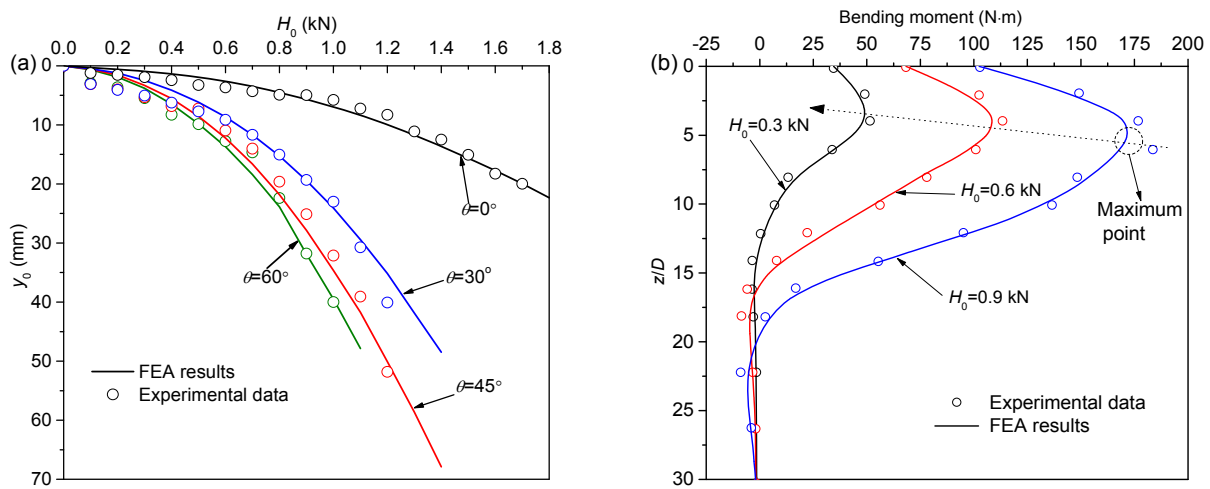 H₀ (kN)
0.0 0.2 0.4 0.6 0.8 1.0 1.2 1.4 1.6 1.8
(a)
0
10
20
30
40
50
60
70
y₀ (mm)
θ=0°
θ=60°
θ=30°
θ=45°
FEA results
Experimental data
Bending moment (N·m)
-25 0 25 50 75 100 125 150 175 200
(b)
0
5
10
15
20
25
30
z/D
H₀=0.3 kN
H₀=0.6 kN
H₀=0.9 kN
Maximum
point
Experimental data
FEA results